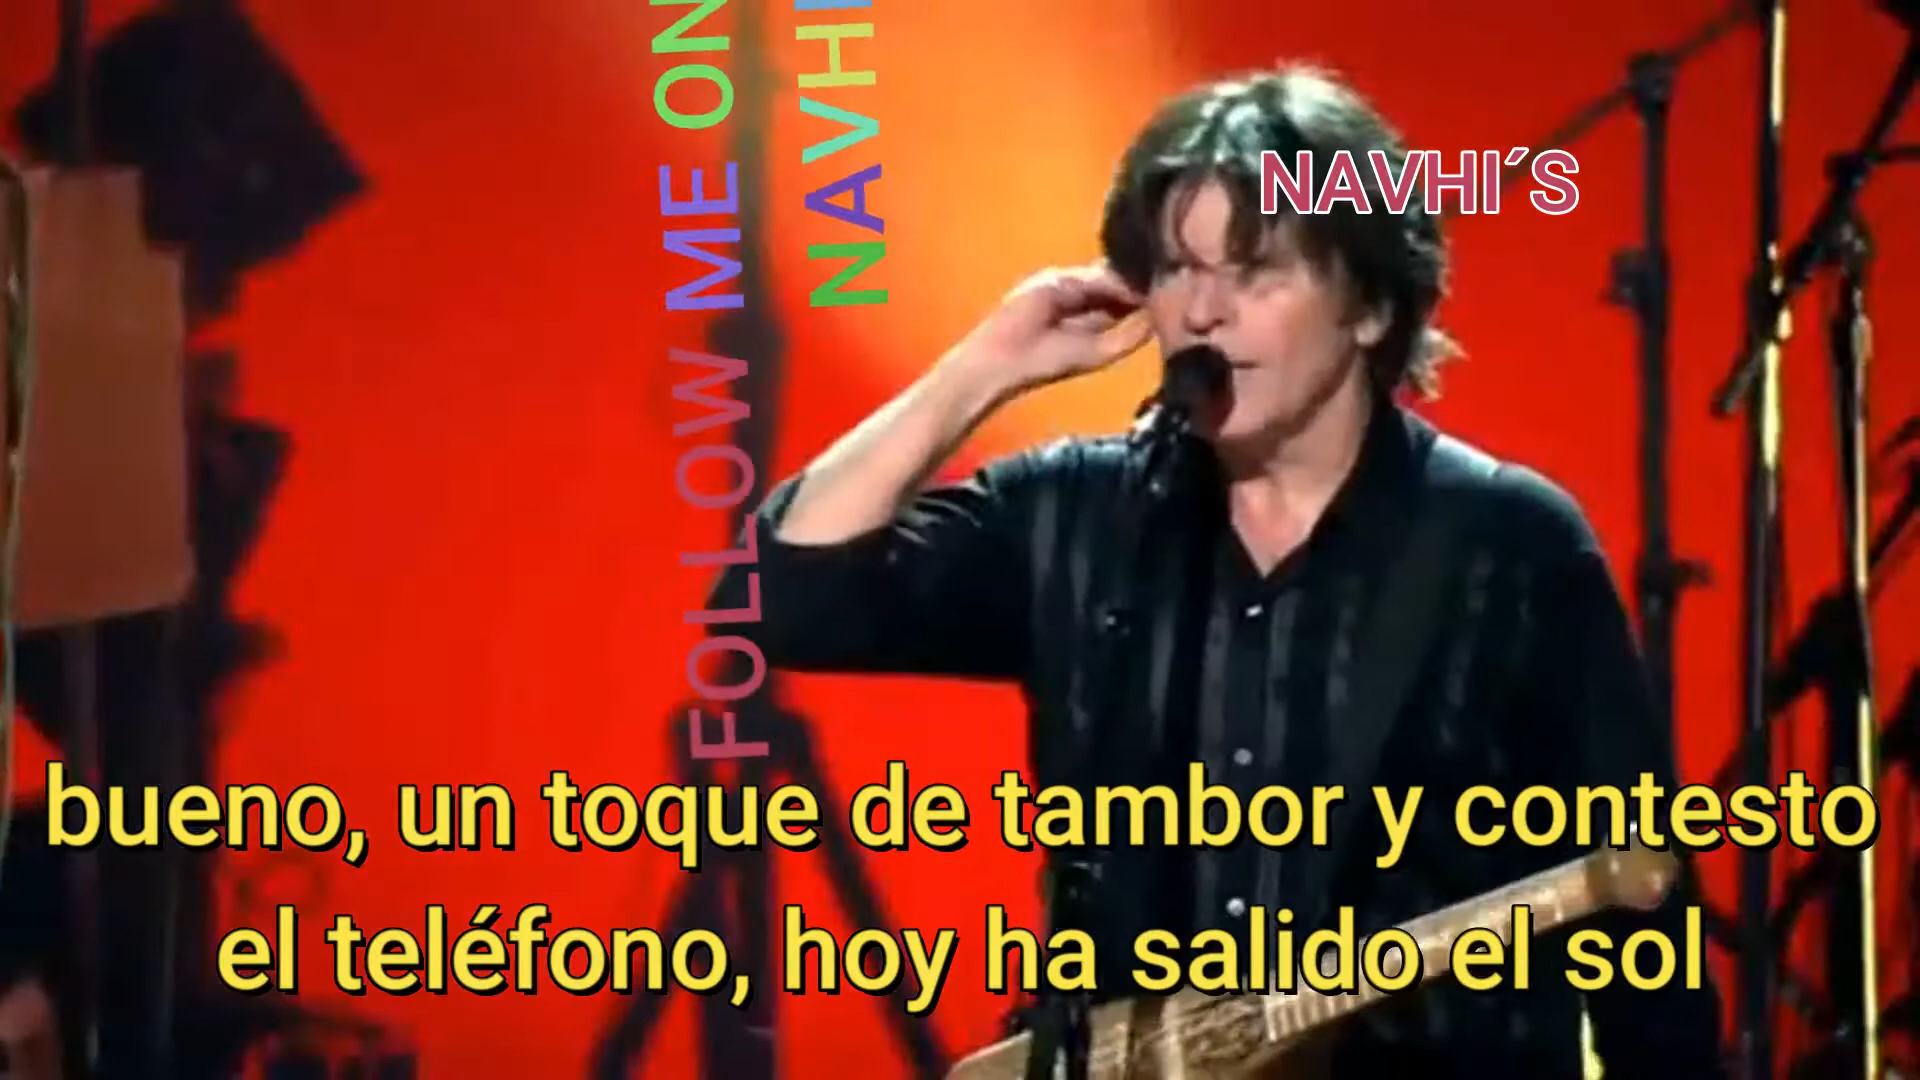 FOLLOW ME ON
NAVHI
NAVHI´S
bueno, un toque de tambor y contesto
el teléfono, hoy ha salido el sol